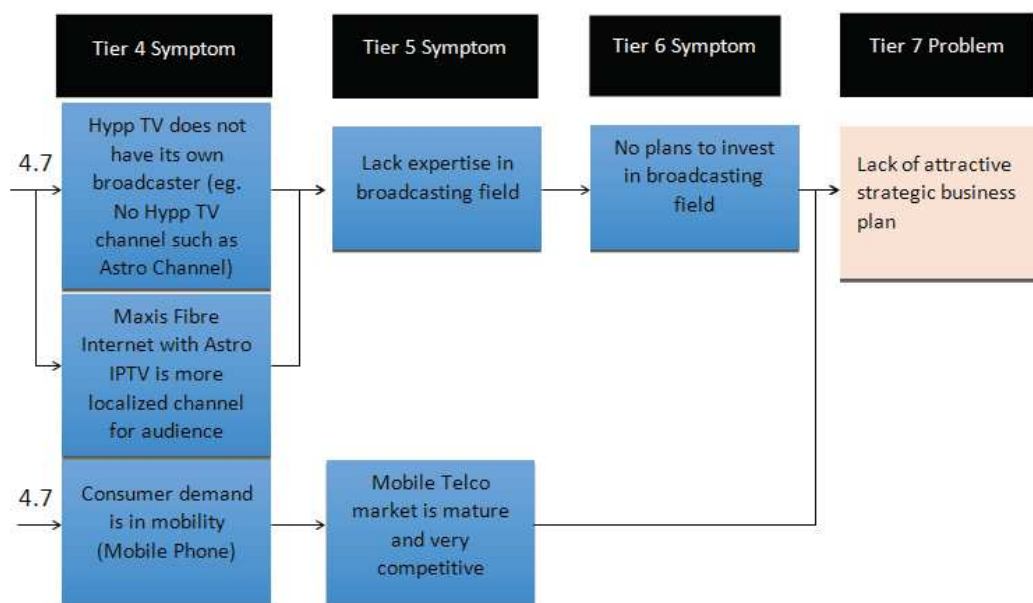 Tier 4 Symptom
Tier 5 Symptom
Tier 6 Symptom
Tier 7 Problem
4.7
Hypp TV does not
have its own
broadcaster (eg.
No Hypp TV
channel such as
Astro Channel)
Lack expertise in
broadcasting field
No plans to invest
in broadcasting
field
Lack of attractive
strategic business
plan
Maxis Fibre
Internet with Astro
IPTV is more
localized channel
for audience
4.7
Consumer demand
is in mobility
(Mobile Phone)
Mobile Telco
market is mature
and very
competitive